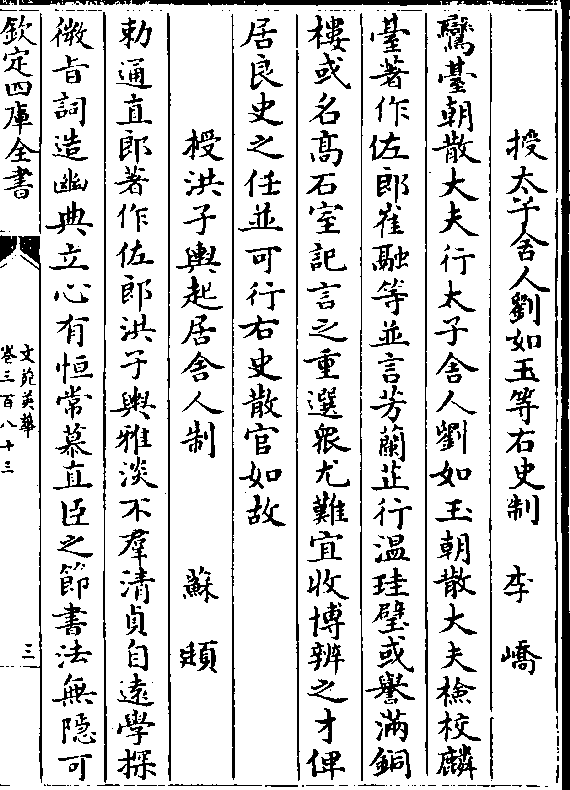 授太子舍人劉如玉等右史制　李　嶠
鸞臺朝散大夫行太子舍人劉如玉朝散大夫檢校麟
臺著作佐郎崔融等並言芳蘭芷行溫珪璧或譽滿銅
樓或名髙石室記言之重選衆尤難宜收博辨之才俾
居良史之任並可行右史散官如故
授洪子輿起居舍人制　蘇　頲
勅通直郎著作佐郎洪子輿雅淡不羣清貞自逺學探
微旨詞造幽典立心有恒常慕直臣之節書法無隠可
欽定四庫全書
文苑英華
卷三百八十三
三